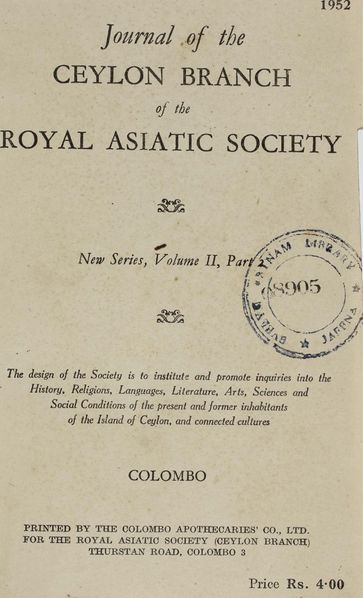 1952
Journal of the
CEYLON BRANCH
of the
ROYAL ASIATIC SOCIETY
New Series, Volume II, Part 2
LIBRARY
8905
JAFFNA
The design of the Society is to institute and promote inquiries into the
History, Religions, Languages, Literature, Arts, Sciences and
Social Conditions of the present and former inhabitants
of the Island of Ceylon, and connected cultures
COLOMBO
PRINTED BY THE COLOMBO APOTHECARIES' CO., LTD.
FOR THE ROYAL ASIATIC SOCIETY (CEYLON BRANCH)
THURSTAN ROAD, COLOMBO 3
Price Rs. 4·00